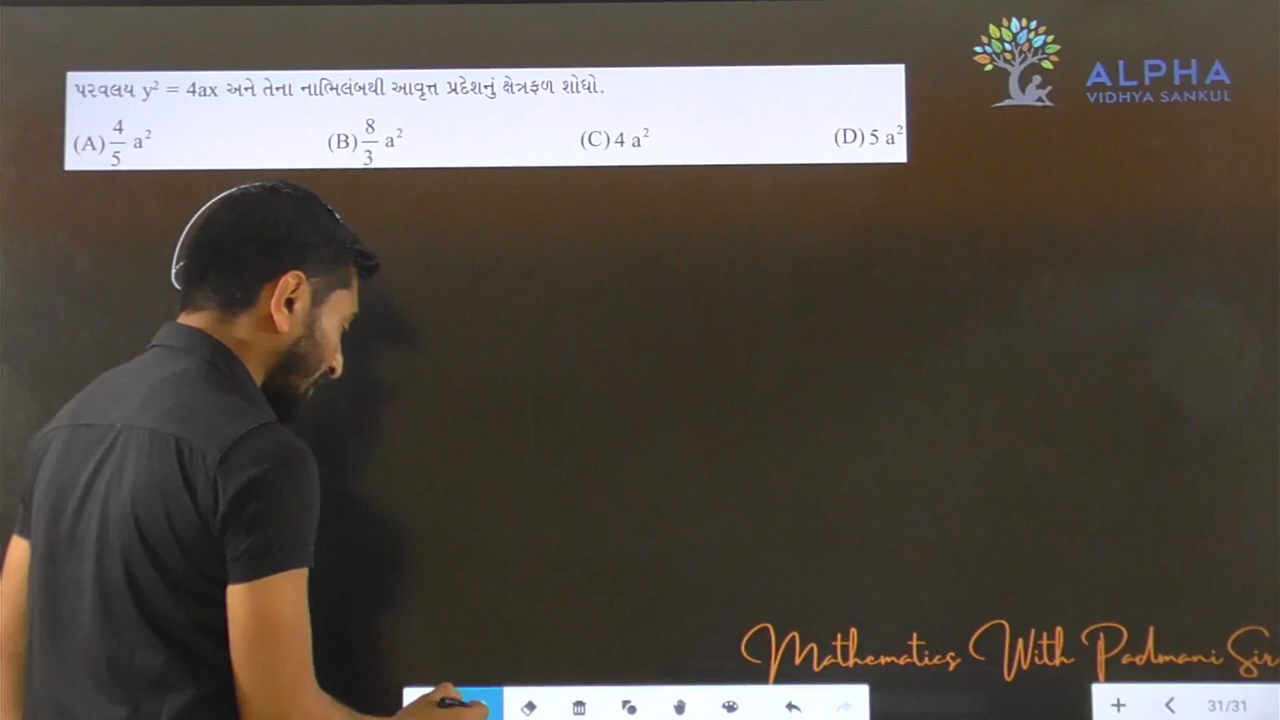 ALPHA
VIDHYA SANKUL
પરવલય y² = 4ax અને તેના નાભિલંબથી આવૃત્ત પ્રદેશનું ક્ષેત્રફળ શોધો.
(A) 4/5 a² (B) 8/3 a² (C) 4 a² (D) 5 a²
Mathematics With Padmani Sir
31/31